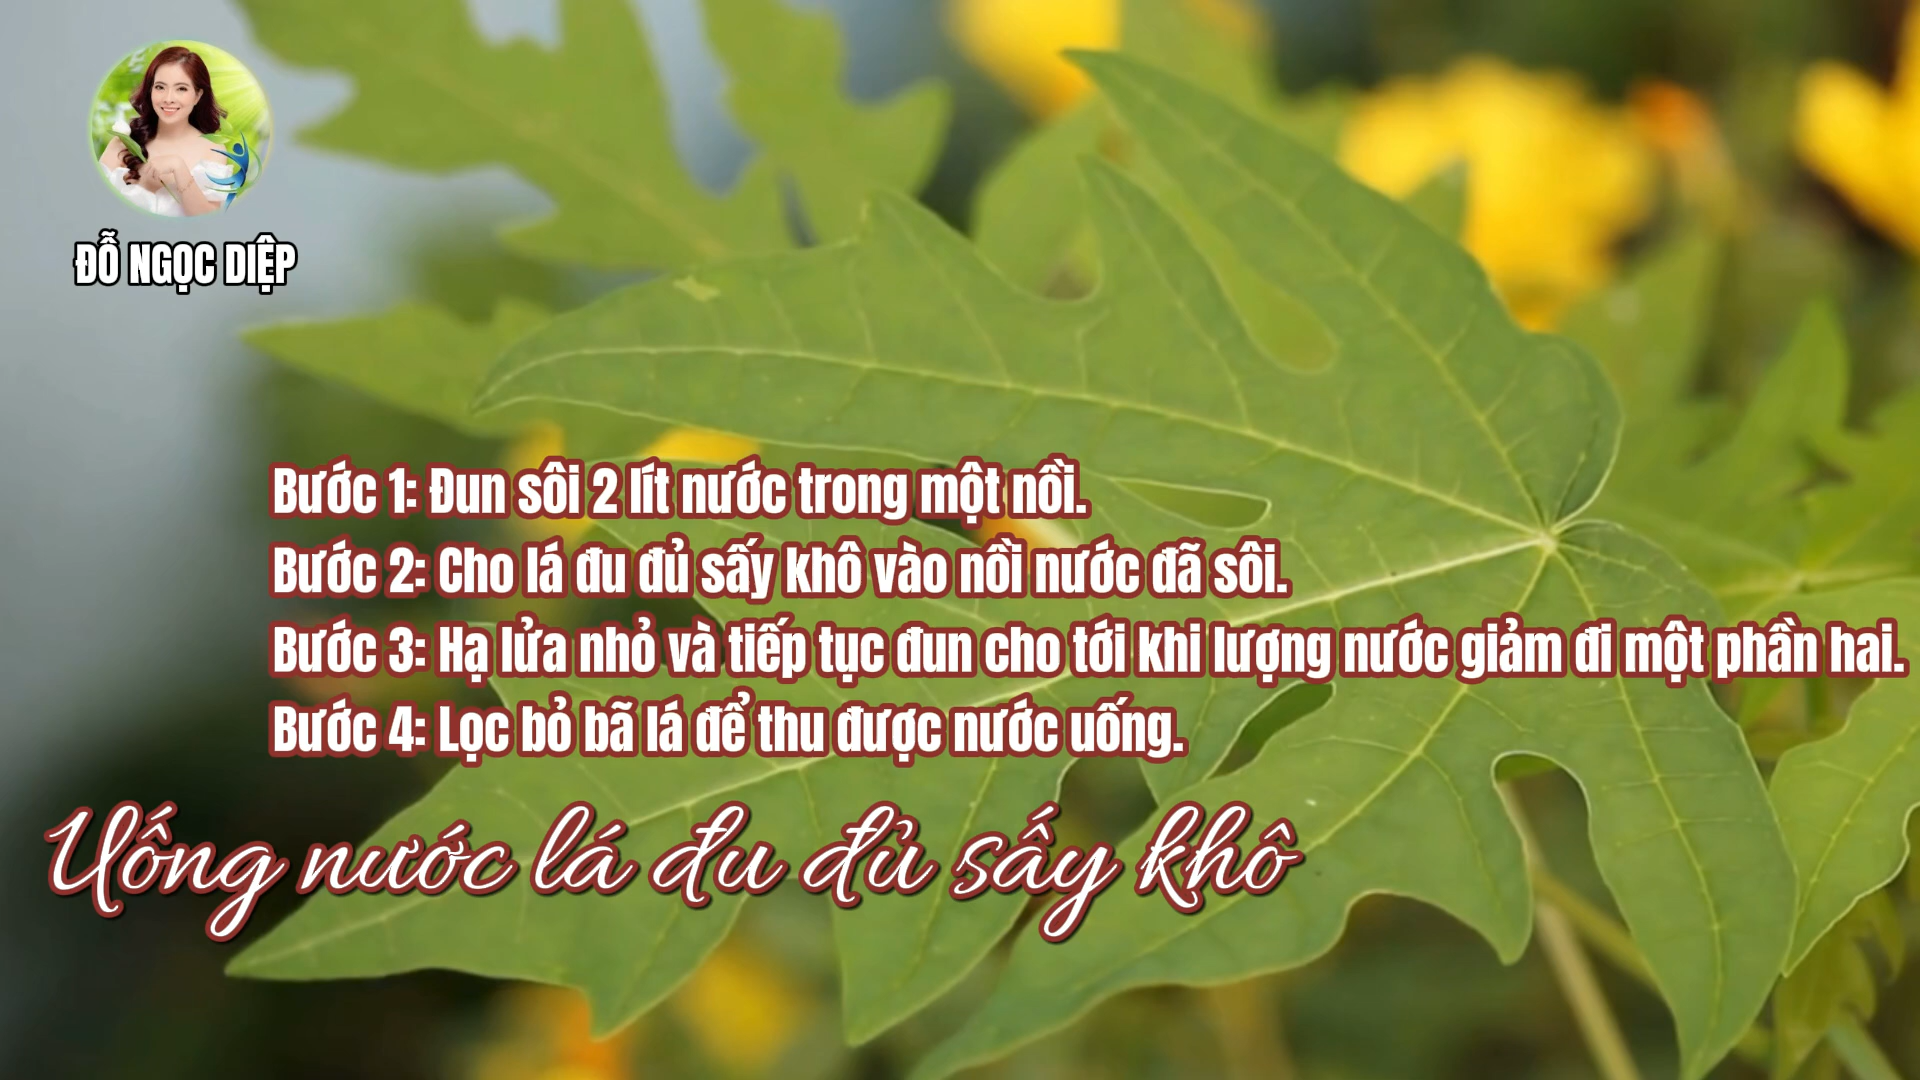 ĐỖ NGỌC DIỆP
Bước 1: Đun sôi 2 lít nước trong một nồi.
Bước 2: Cho lá đu đủ sấy khô vào nồi nước đã sôi.
Bước 3: Hạ lửa nhỏ và tiếp tục đun cho tới khi lượng nước giảm đi một phần hai.
Bước 4: Lọc bỏ bã lá để thu được nước uống.
Uống nước lá đu đủ sấy khô